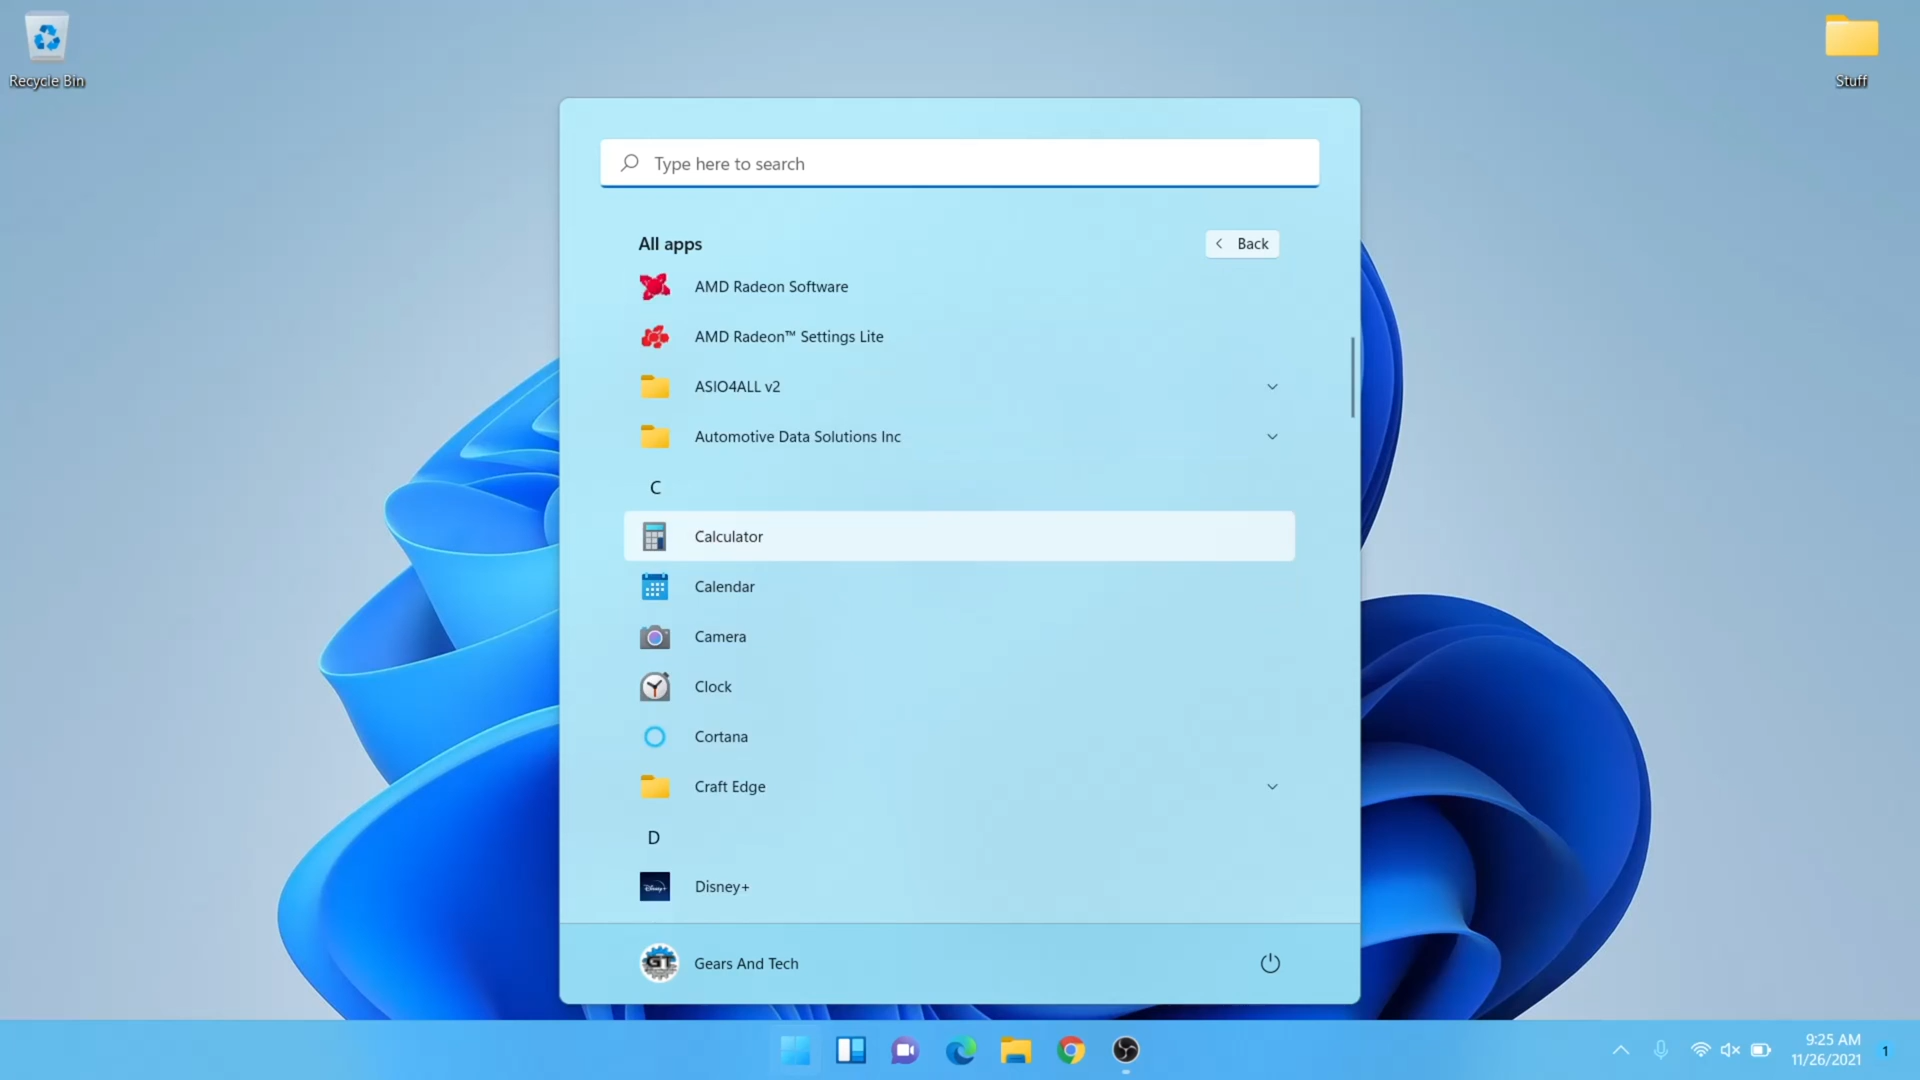 Recycle Bin
Stuff
Type here to search
All apps
Back
AMD Radeon Software
AMD Radeon™ Settings Lite
ASIO4ALL v2
Automotive Data Solutions Inc
C
Calculator
Calendar
Camera
Clock
Cortana
Craft Edge
D
Disney+
Disney+
GT
Gears And Tech
9:25 AM
11/26/2021
1